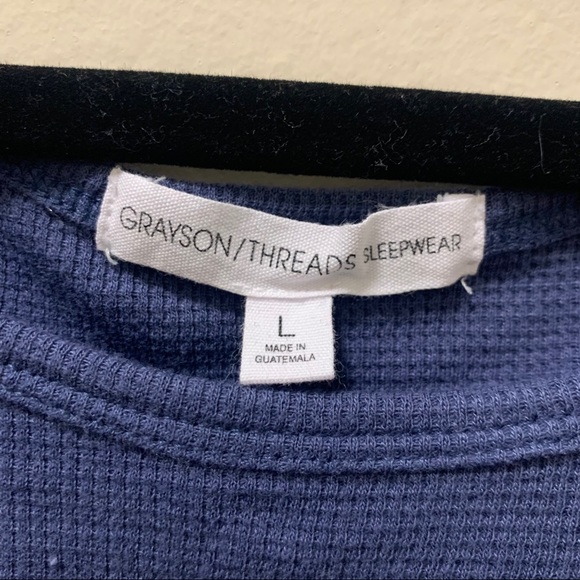 GRAYSON/THREADS SLEEPWEAR
L
MADE IN
GUATEMALA